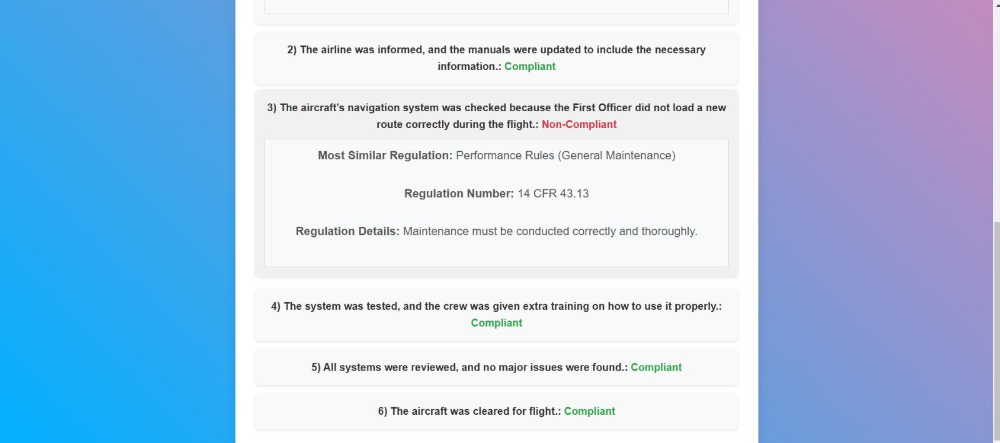 2) The airline was informed, and the manuals were updated to include the necessary
information.: Compliant
3) The aircraft’s navigation system was checked because the First Officer did not load a new
route correctly during the flight.: Non-Compliant
Most Similar Regulation: Performance Rules (General Maintenance)
Regulation Number: 14 CFR 43.13
Regulation Details: Maintenance must be conducted correctly and thoroughly.
4) The system was tested, and the crew was given extra training on how to use it properly.:
Compliant
5) All systems were reviewed, and no major issues were found.: Compliant
6) The aircraft was cleared for flight.: Compliant